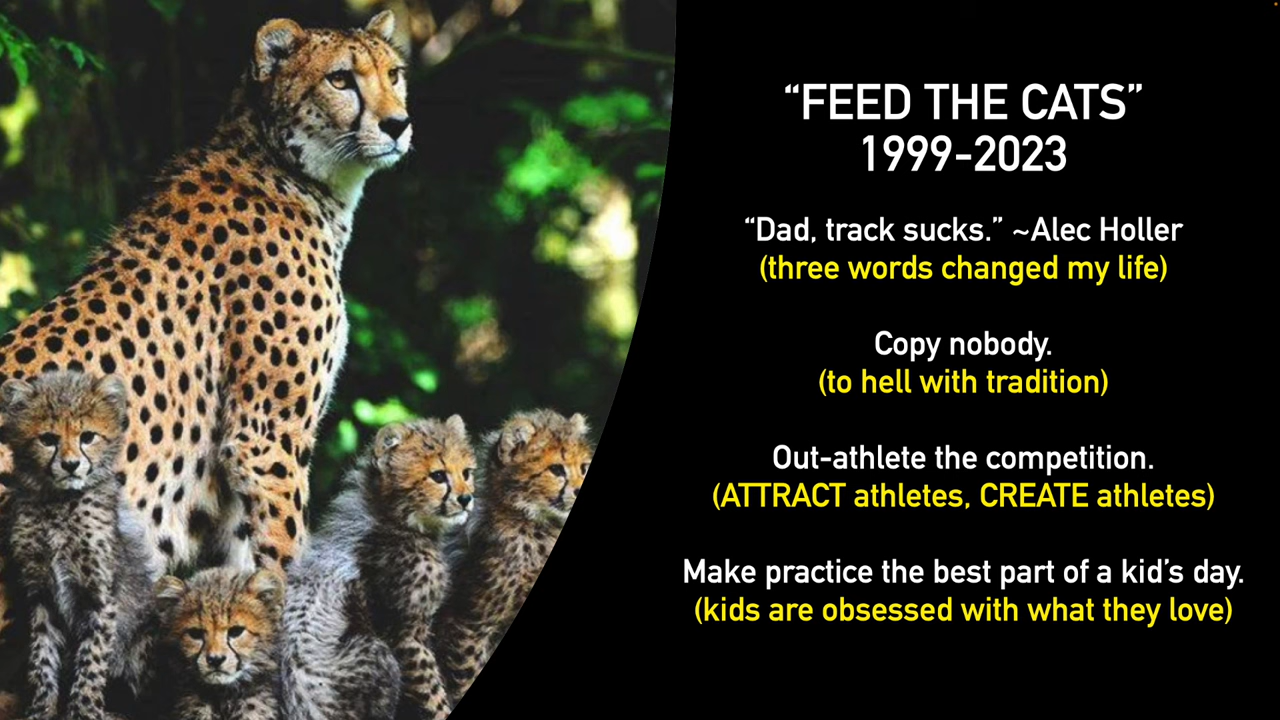 “FEED THE CATS”
1999-2023
“Dad, track sucks.” ~Alec Holler
(three words changed my life)
Copy nobody.
(to hell with tradition)
Out-athlete the competition.
(ATTRACT athletes, CREATE athletes)
Make practice the best part of a kid’s day.
(kids are obsessed with what they love)